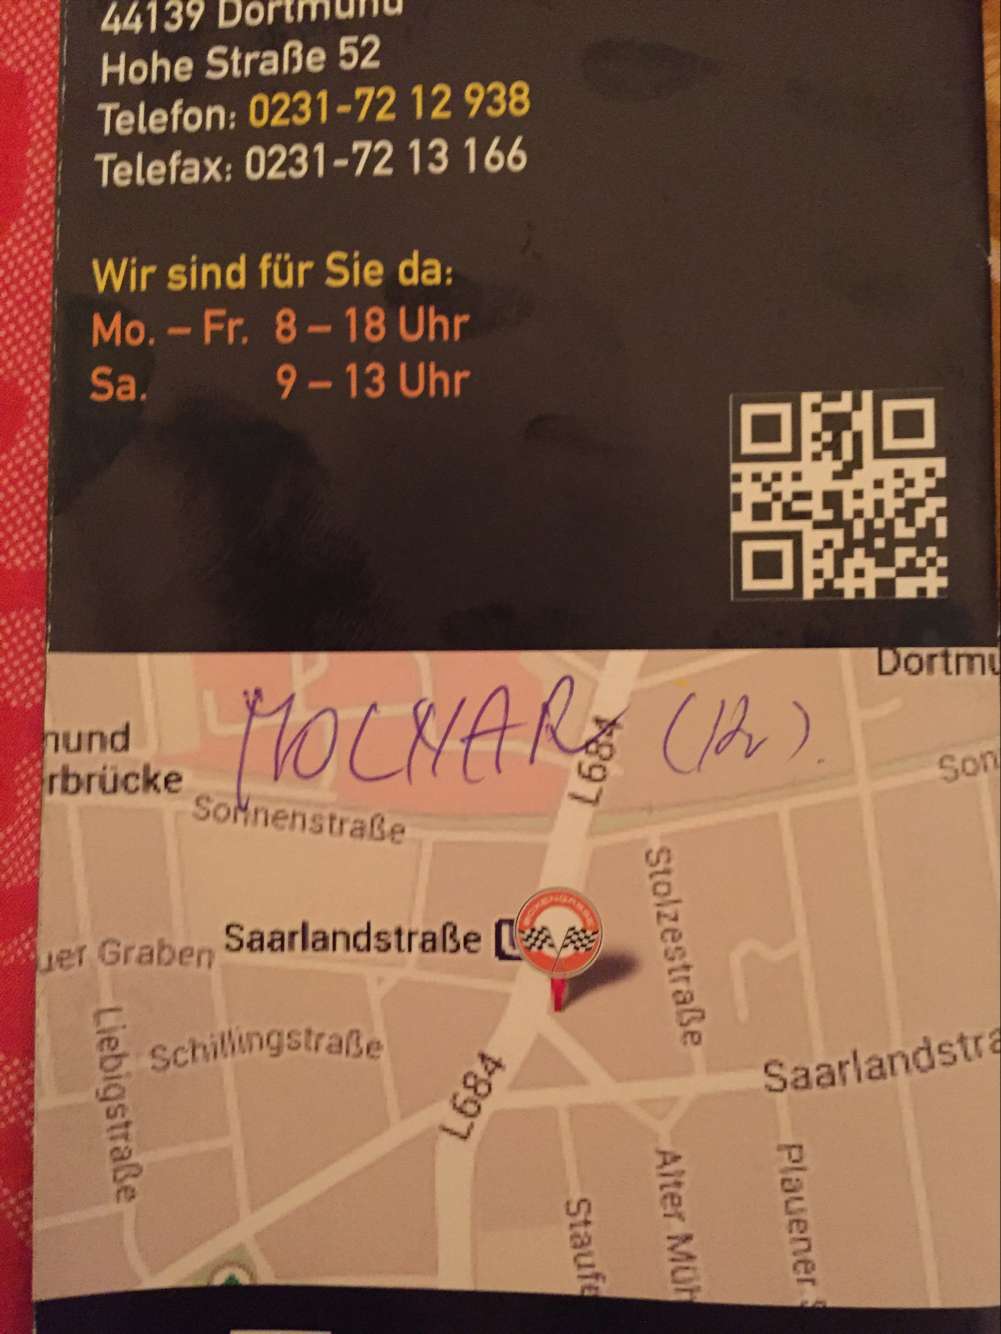 44139 Dortmund
Hohe Straße 52
Telefon: 0231-72 12 938
Telefax: 0231-72 13 166
Wir sind für Sie da:
Mo. – Fr. 8 – 18 Uhr
Sa. 9 – 13 Uhr
Dortmu
nund
rbrücke
L684
Son
Sonnenstraße
Stolzestraße
Saarlandstraße
uer Graben
Liebigstraße
Schillingstraße
L684
Saarlandstra
Alter Müh
Plauener S
Staufe